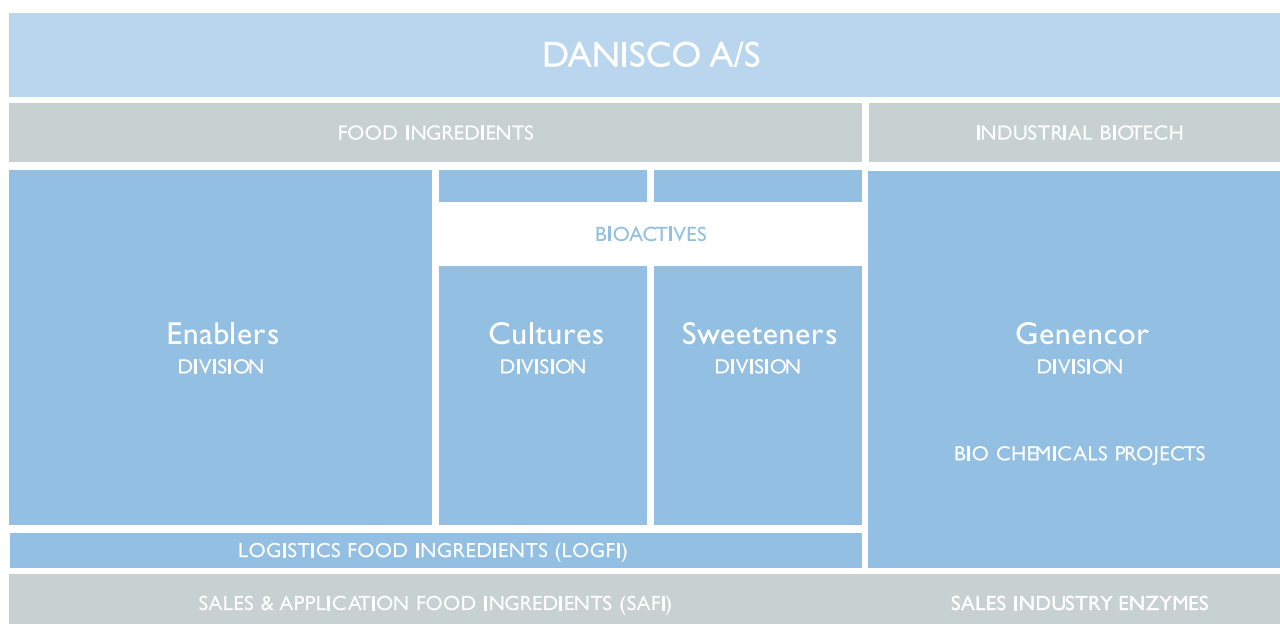 DANISCO A/S
FOOD INGREDIENTS
INDUSTRIAL BIOTECH
BIOACTIVES
Enablers
DIVISION
Cultures
DIVISION
Sweeteners
DIVISION
Genencor
DIVISION
BIO CHEMICALS PROJECTS
LOGISTICS FOOD INGREDIENTS (LOGFI)
SALES & APPLICATION FOOD INGREDIENTS (SAFI)
SALES INDUSTRY ENZYMES